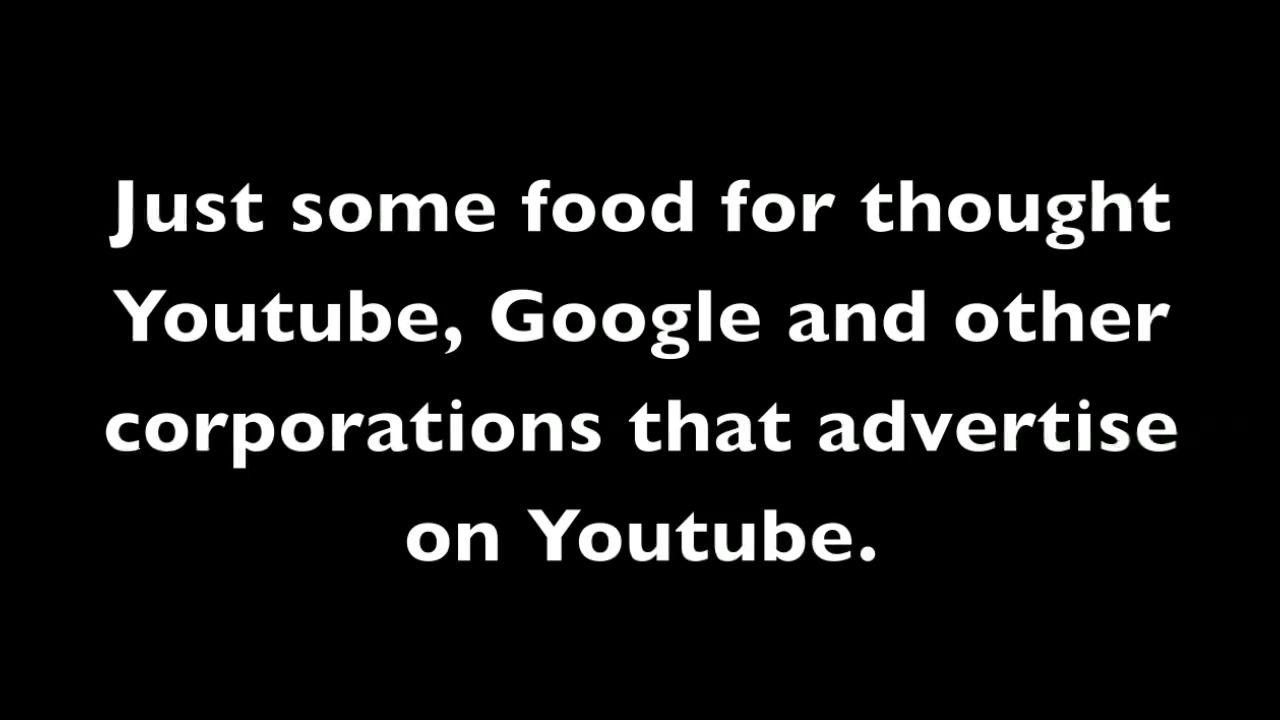 Just some food for thought
Youtube, Google and other
corporations that advertise
on Youtube.